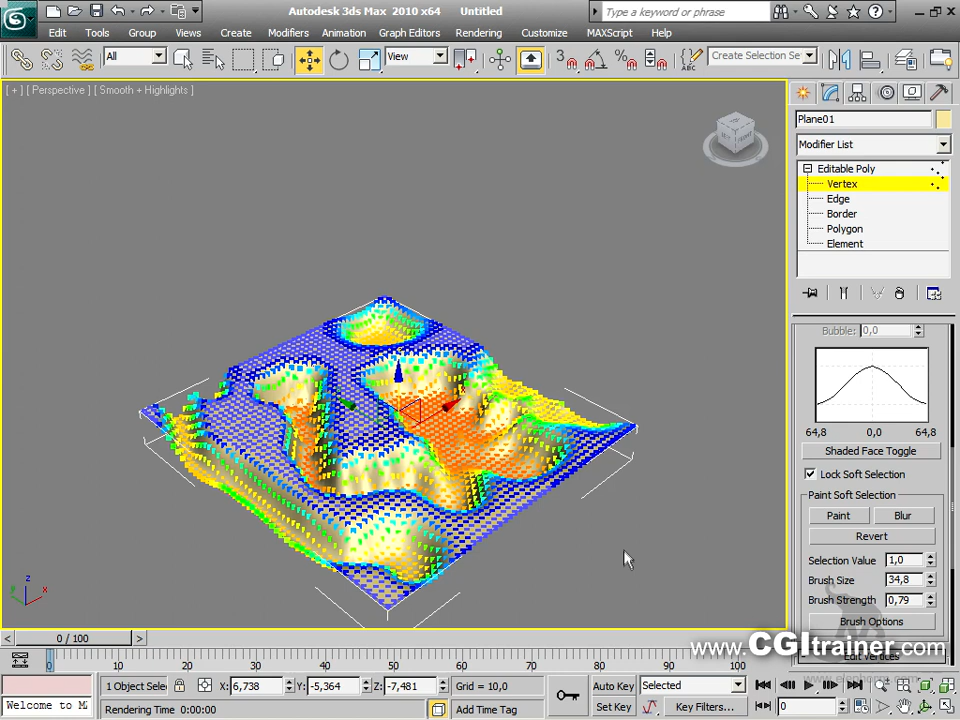 Autodesk 3ds Max 2010 x64 Untitled
Type a keyword or phrase
Edit Tools Group Views Create Modifiers Animation Graph Editors Rendering Customize MAXScript Help
All
View
Create Selection Se
[ + ] [ Perspective ] [ Smooth + Highlights ]
Plane01
Modifier List
Editable Poly
Vertex
Edge
Border
Polygon
Element
Bubble: 0,0
64,8 0,0 64,8
Shaded Face Toggle
Lock Soft Selection
Paint Soft Selection
Paint Blur
Revert
Selection Value 1,0
Brush Size 34,8
Brush Strength 0,79
Brush Options
www.CGItrainer.com
Edit Vertices
z
x
y
0 / 100
0 10 20 30 40 50 60 70 80 90 100
1 Object Sele
X: 6,738 Y: -5,364 Z: -7,481
Grid = 10,0
Auto Key Selected
Welcome to M
Rendering Time 0:00:00
Add Time Tag
Set Key
Key Filters...
0